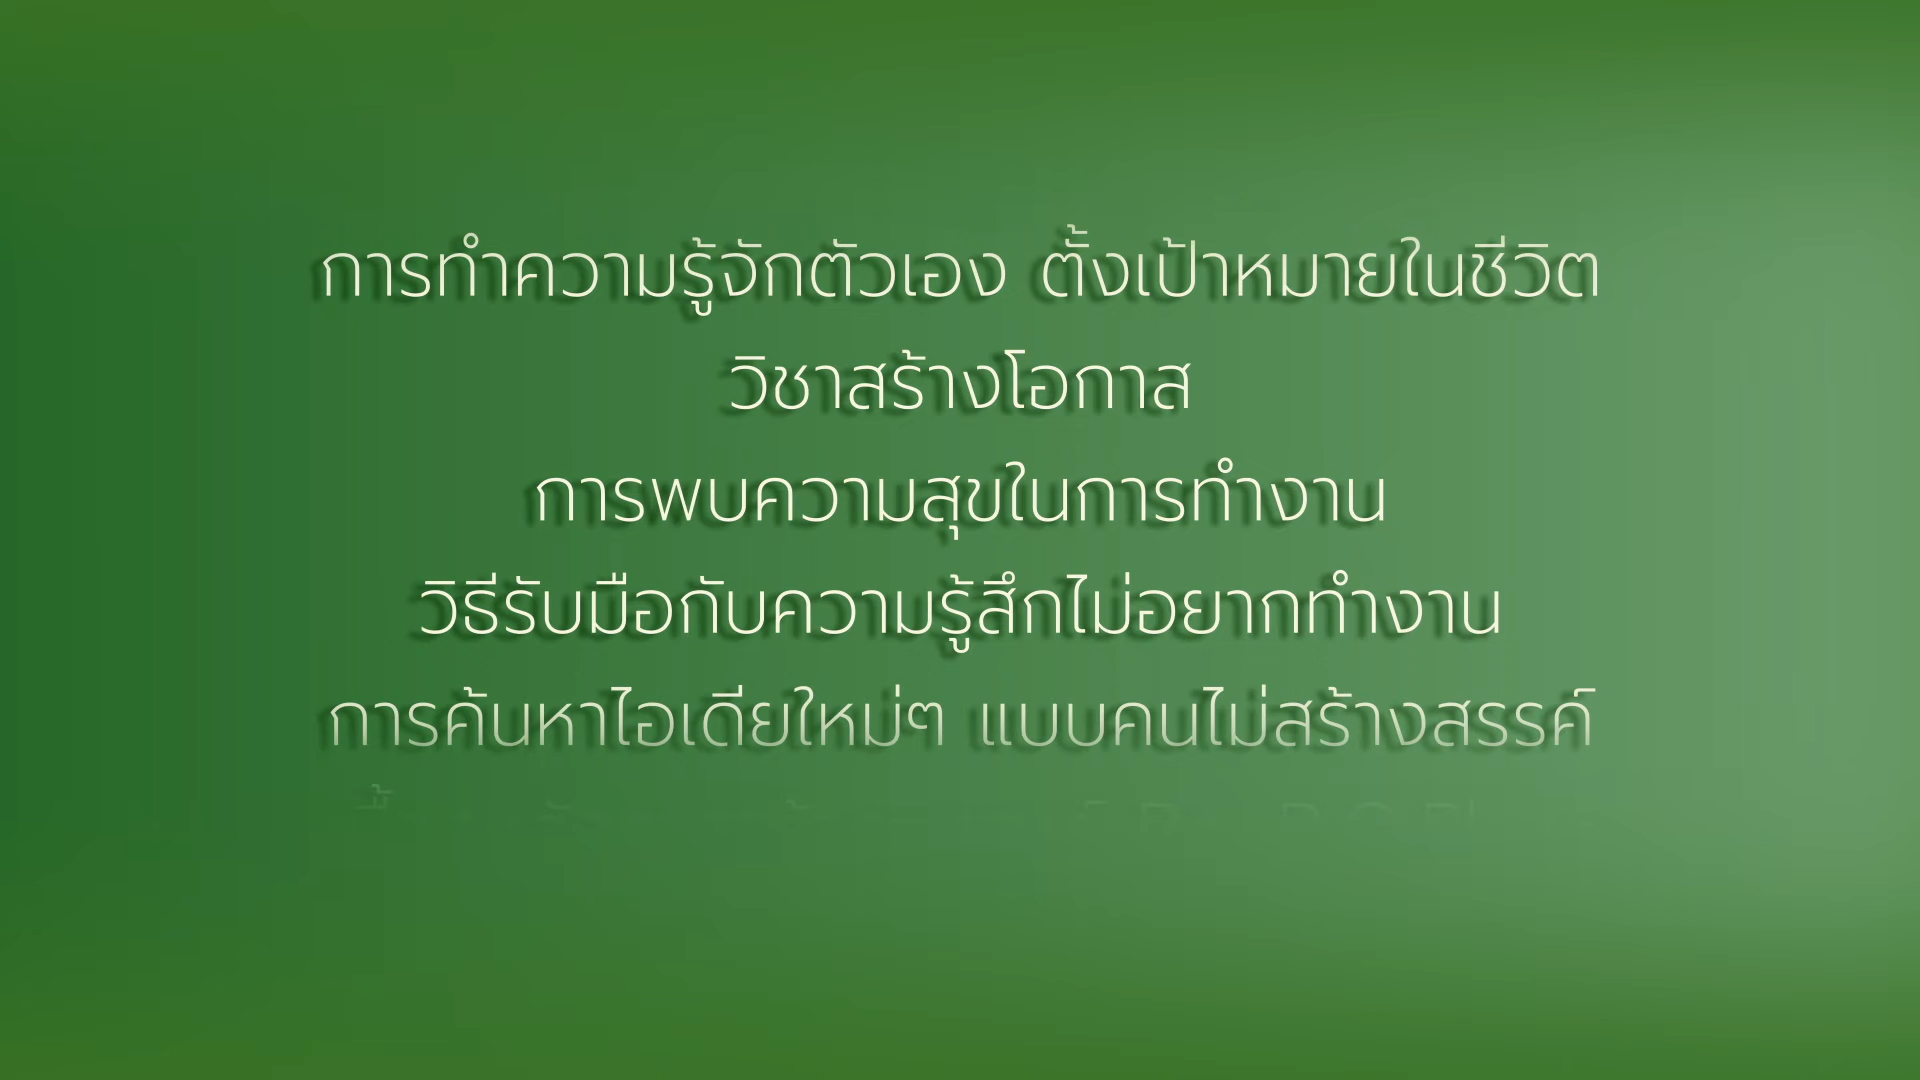 การทำความรู้จักตัวเอง ตั้งเป้าหมายในชีวิต
วิชาสร้างโอกาส
การพบความสุขในการทำงาน
วิธีรับมือกับความรู้สึกไม่อยากทำงาน
การค้นหาไอเดียใหม่ๆ แบบคนไม่สร้างสรรค์